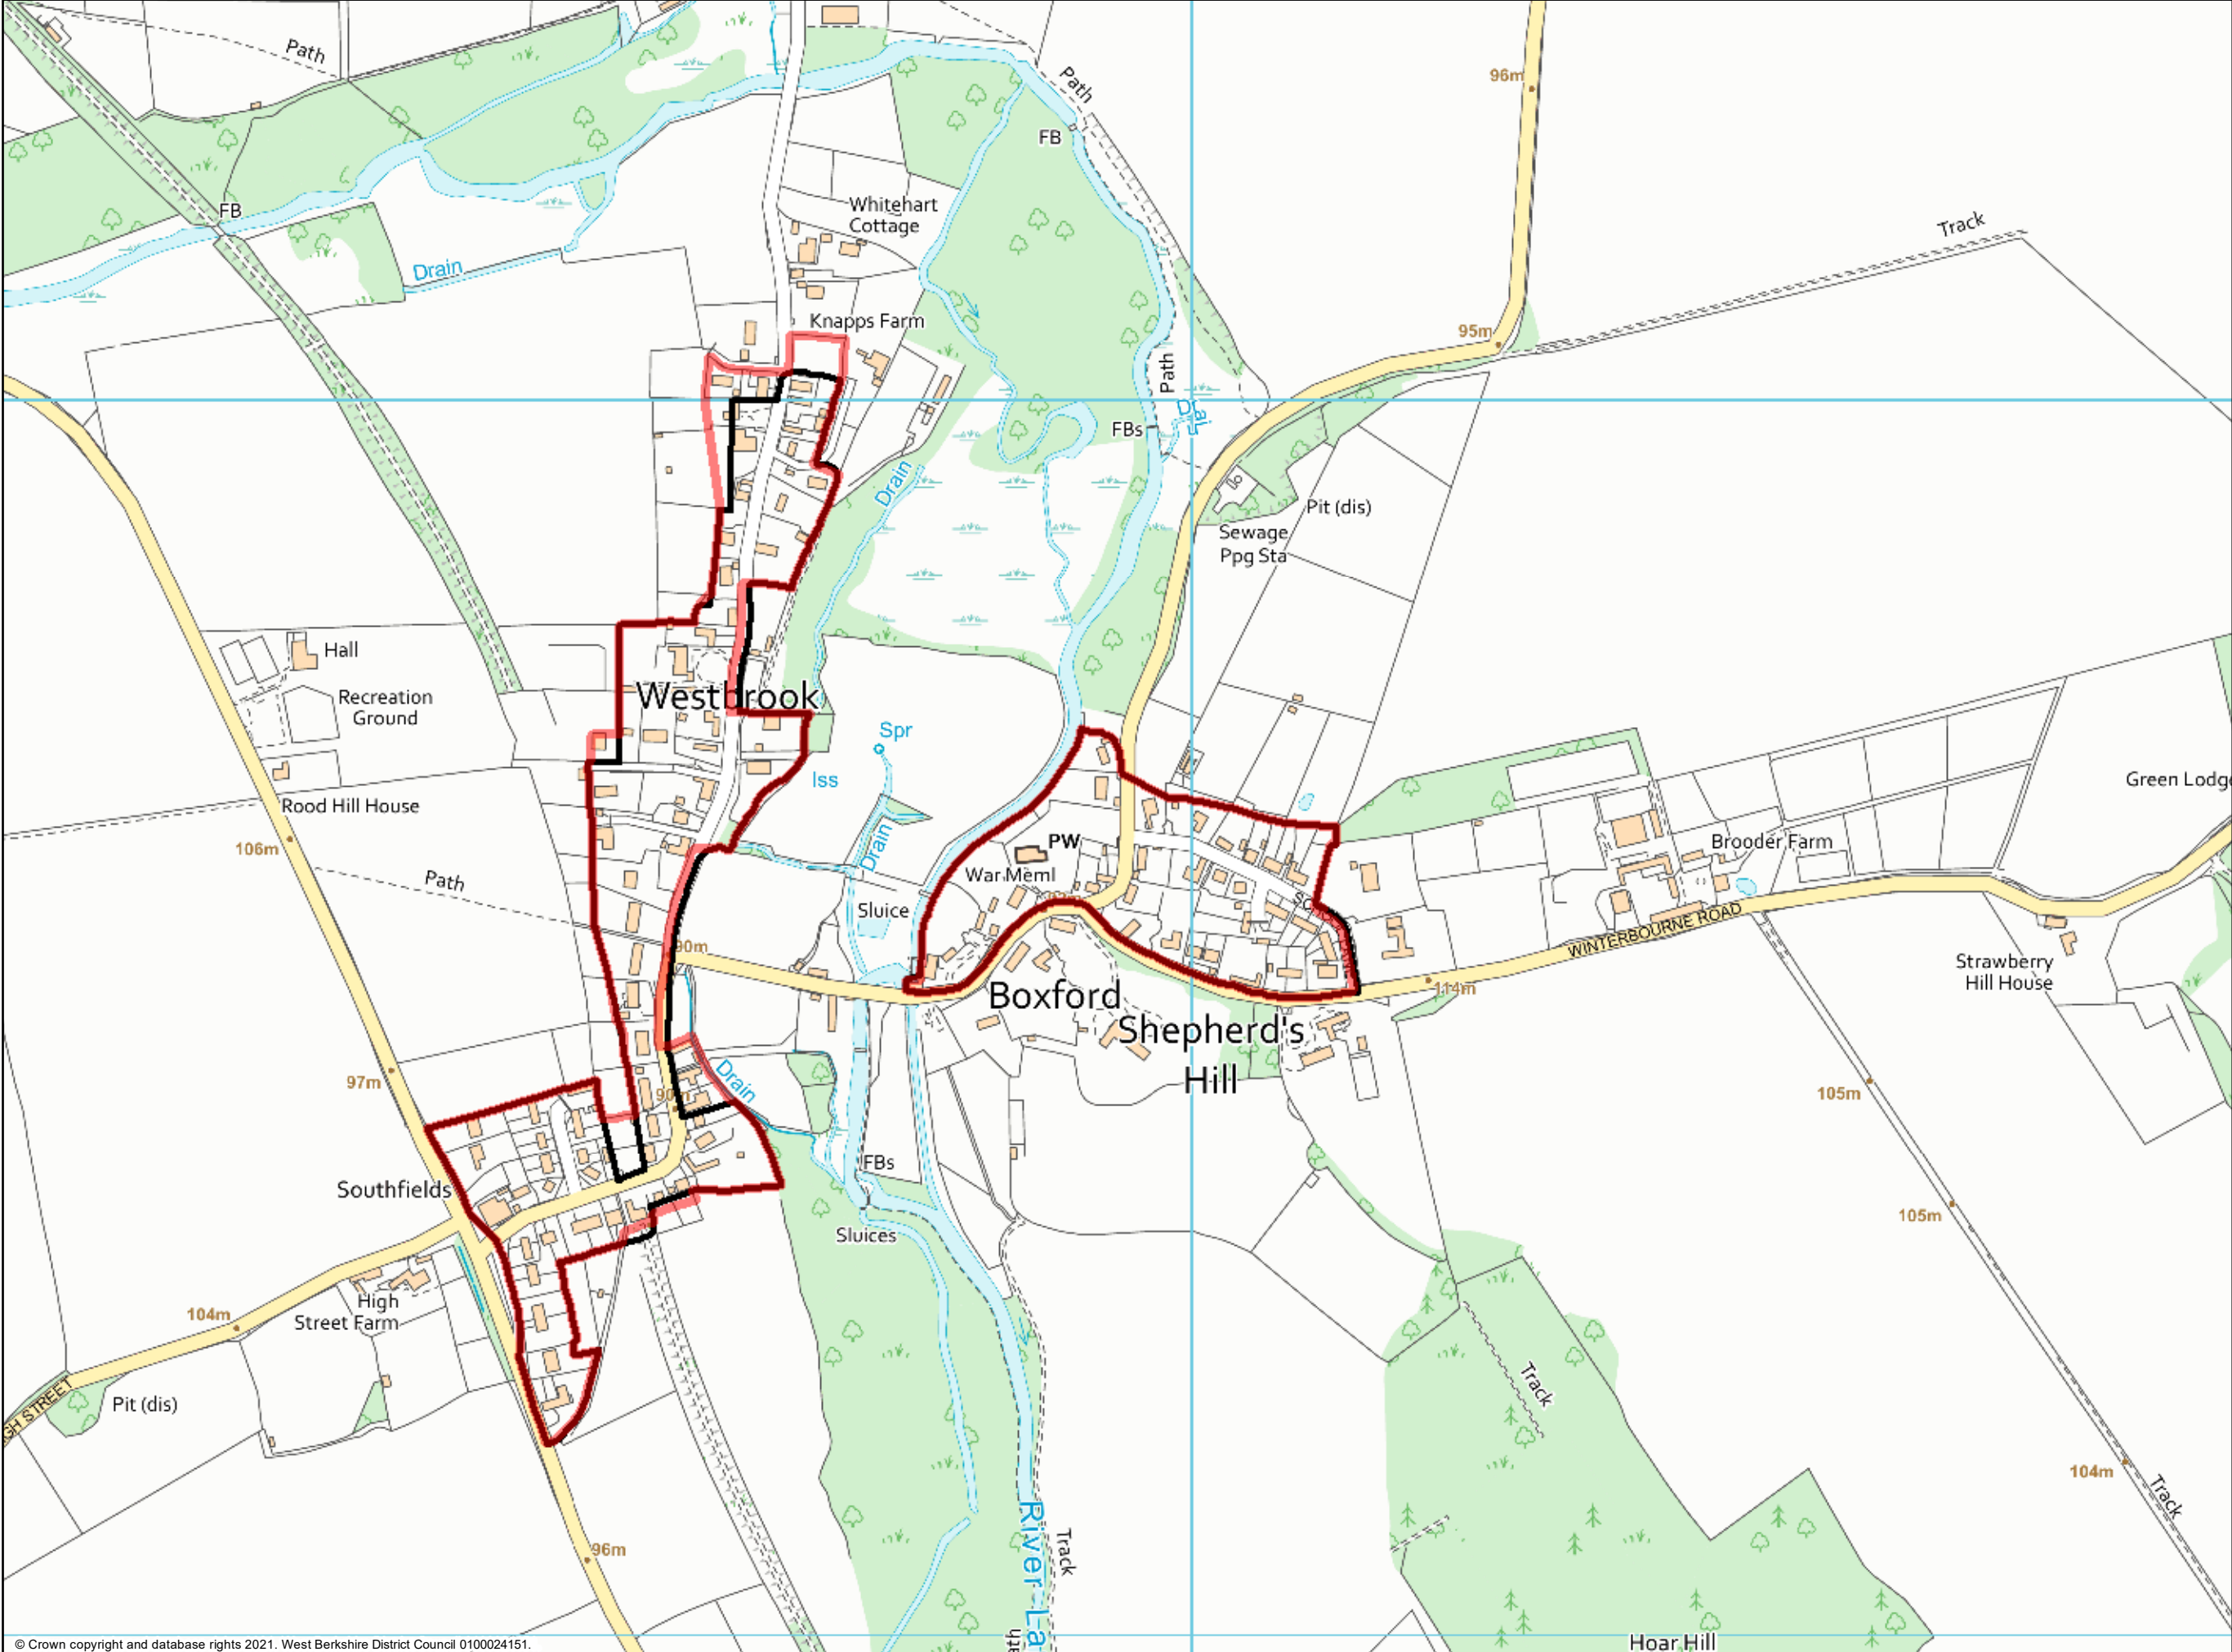 Path
Path
96m
FB
Whitehart
Cottage
FB
Track
Drain
Knapps Farm
95m
Path
FBs
Drain
Pit (dis)
Sewage
Ppg Sta
Hall
Recreation
Ground
Westbrook
Spr
Iss
Green Lodge
Rood Hill House
Drain
PW
Brooder Farm
106m
War Meml
Path
Sluice
WINTERBOURNE ROAD
90m
Strawberry
Hill House
Boxford
114m
Shepherd's
Hill
Drain
97m
105m
FBs
Southfields
105m
Sluices
High
Street Farm
104m
Track
Pit (dis)
104m
Track
River La
Track
96m
Hoar Hill
© Crown copyright and database rights 2021. West Berkshire District Council 0100024151.